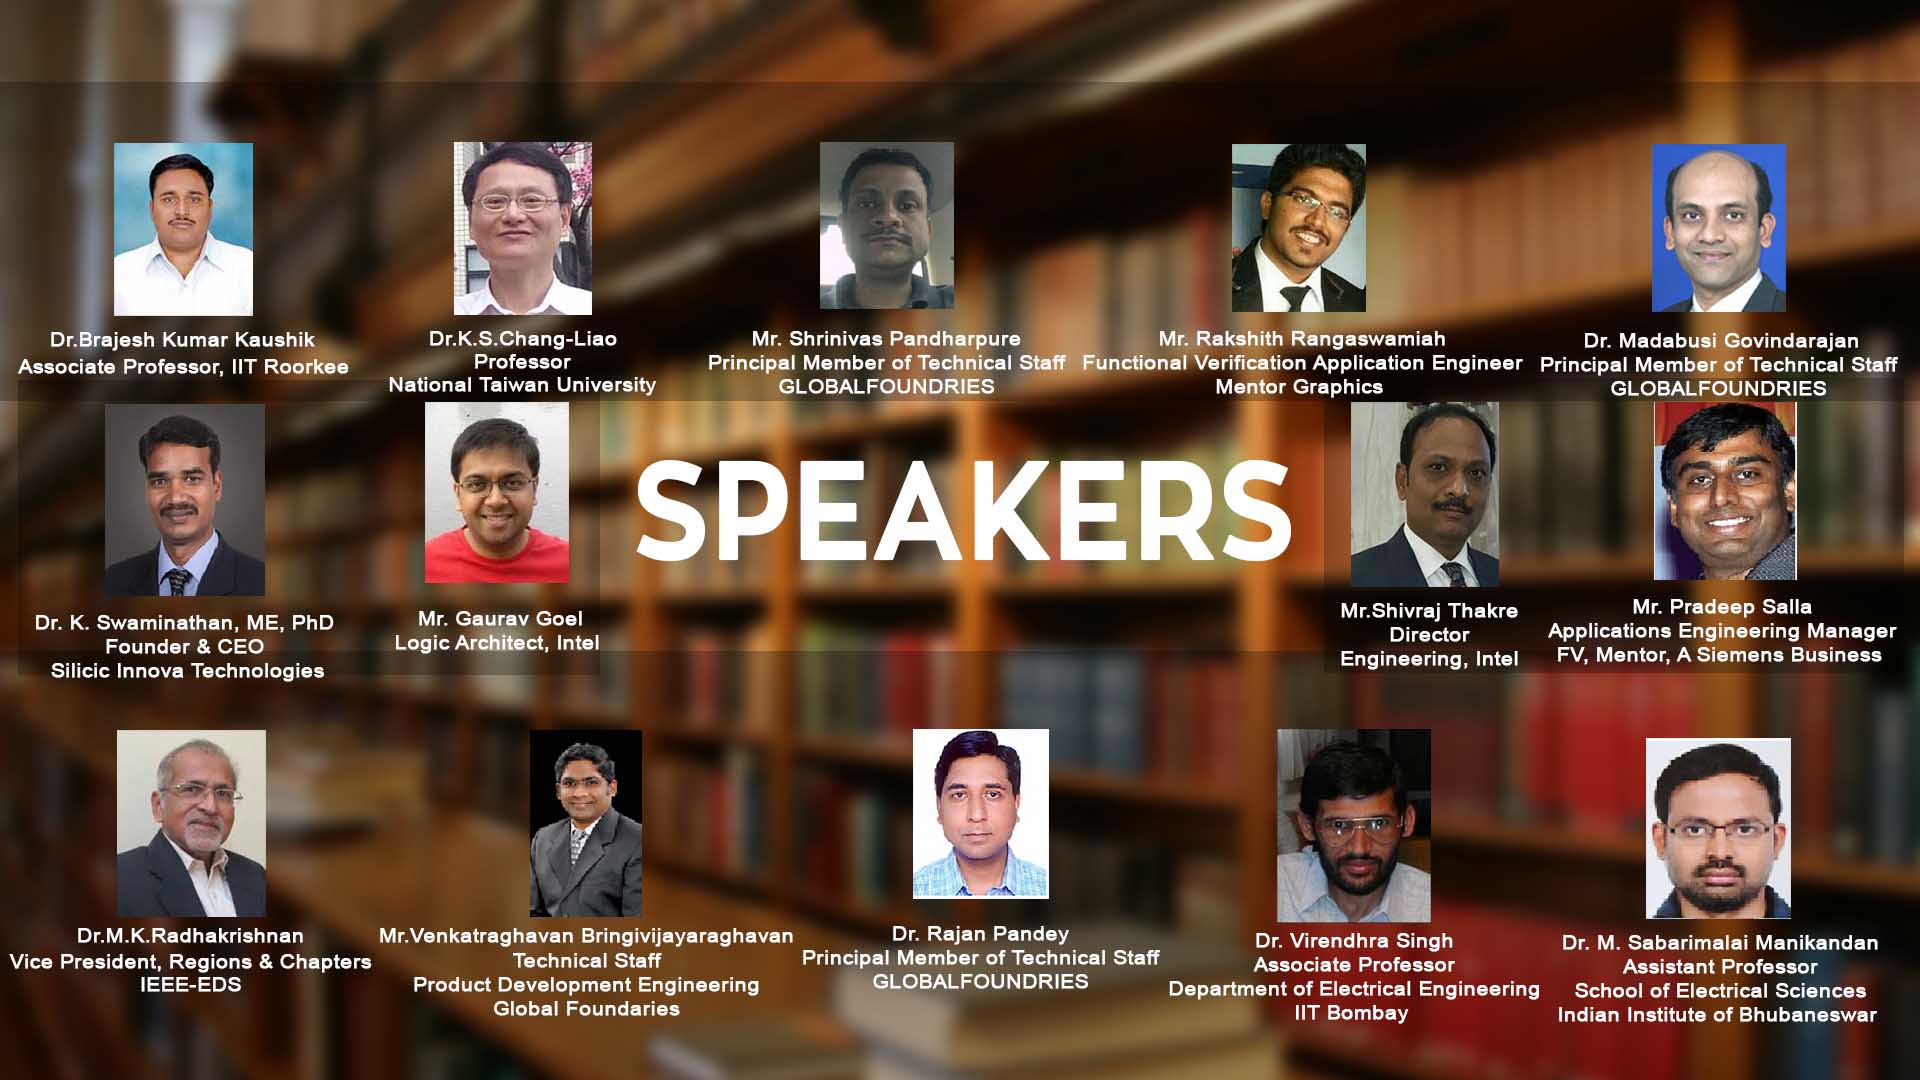 Dr.Brajesh Kumar Kaushik
Associate Professor, IIT Roorkee
Dr.K.S.Chang-Liao
Professor
National Taiwan University
Mr. Shrinivas Pandharpure
Principal Member of Technical Staff
GLOBALFOUNDRIES
Mr. Rakshith Rangaswamiah
Functional Verification Application Engineer
Mentor Graphics
Dr. Madabusi Govindarajan
Principal Member of Technical Staff
GLOBALFOUNDRIES
Dr. K. Swaminathan, ME, PhD
Founder & CEO
Silicic Innova Technologies
Mr. Gaurav Goel
Logic Architect, Intel
SPEAKERS
Mr.Shivraj Thakre
Director
Engineering, Intel
Mr. Pradeep Salla
Applications Engineering Manager
FV, Mentor, A Siemens Business
Dr.M.K.Radhakrishnan
Vice President, Regions & Chapters
IEEE-EDS
Mr.Venkatraghavan Bringivijayaraghavan
Technical Staff
Product Development Engineering
Global Foundaries
Dr. Rajan Pandey
Principal Member of Technical Staff
GLOBALFOUNDRIES
Dr. Virendhra Singh
Associate Professor
Department of Electrical Engineering
IIT Bombay
Dr. M. Sabarimalai Manikandan
Assistant Professor
School of Electrical Sciences
Indian Institute of Bhubaneswar